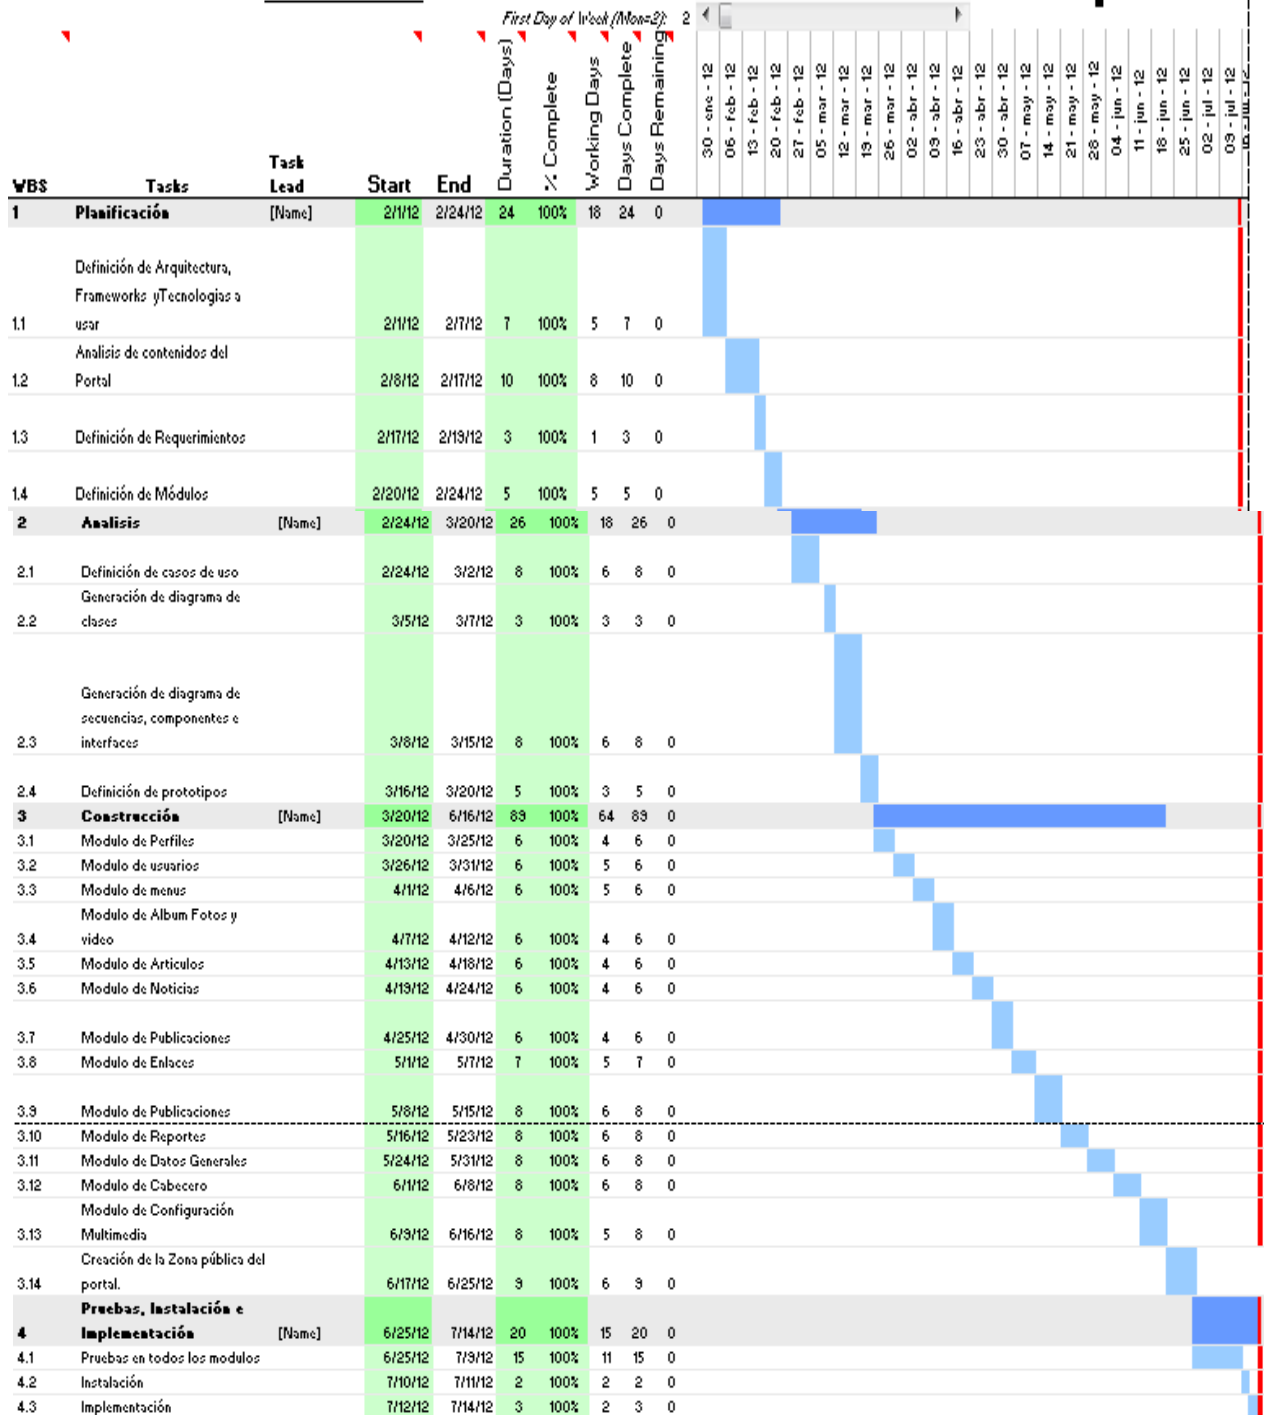 First Day of Week (Mon=2): 2
WBS Tasks Task Lead Start End Duration (Days) % Complete Working Days Days Complete Days Remaining 30 - ene - 12 06 - feb - 12 13 - feb - 12 20 - feb - 12 27 - feb - 12 05 - mar - 12 12 - mar - 12 19 - mar - 12 26 - mar - 12 02 - abr - 12 09 - abr - 12 16 - abr - 12 23 - abr - 12 30 - abr - 12 07 - may - 12 14 - may - 12 21 - may - 12 28 - may - 12 04 - jun - 12 11 - jun - 12 18 - jun - 12 25 - jun - 12 02 - jul - 12 09 - jul - 12
1 Planificación [Name] 2/1/12 2/24/12 24 100% 18 24 0
Definición de Arquitectura,
Frameworks yTecnologias a
1.1 usar 2/1/12 2/7/12 7 100% 5 7 0
Analisis de contenidos del
1.2 Portal 2/8/12 2/17/12 10 100% 8 10 0
1.3 Definición de Requerimientos 2/17/12 2/19/12 3 100% 1 3 0
1.4 Definición de Módulos 2/20/12 2/24/12 5 100% 5 5 0
2 Analisis [Name] 2/24/12 3/20/12 26 100% 18 26 0
2.1 Definición de casos de uso 2/24/12 3/2/12 8 100% 6 8 0
Generación de diagrama de
2.2 clases 3/5/12 3/7/12 3 100% 3 3 0
Generación de diagrama de
secuencias, componentes e
2.3 interfaces 3/8/12 3/15/12 8 100% 6 8 0
2.4 Definición de prototipos 3/16/12 3/20/12 5 100% 3 5 0
3 Construcción [Name] 3/20/12 6/16/12 89 100% 64 89 0
3.1 Modulo de Perfiles 3/20/12 3/25/12 6 100% 4 6 0
3.2 Modulo de usuarios 3/26/12 3/31/12 6 100% 5 6 0
3.3 Modulo de menus 4/1/12 4/6/12 6 100% 5 6 0
Modulo de Album Fotos y
3.4 video 4/7/12 4/12/12 6 100% 4 6 0
3.5 Modulo de Articulos 4/13/12 4/18/12 6 100% 4 6 0
3.6 Modulo de Noticias 4/19/12 4/24/12 6 100% 4 6 0
3.7 Modulo de Publicaciones 4/25/12 4/30/12 6 100% 4 6 0
3.8 Modulo de Enlaces 5/1/12 5/7/12 7 100% 5 7 0
3.9 Modulo de Publicaciones 5/8/12 5/15/12 8 100% 6 8 0
3.10 Modulo de Reportes 5/16/12 5/23/12 8 100% 6 8 0
3.11 Modulo de Datos Generales 5/24/12 5/31/12 8 100% 6 8 0
3.12 Modulo de Cabecero 6/1/12 6/8/12 8 100% 6 8 0
Modulo de Configuración
3.13 Multimedia 6/9/12 6/16/12 8 100% 5 8 0
Creación de la Zona pública del
3.14 portal. 6/17/12 6/25/12 9 100% 6 9 0
Pruebas, Instalación e
4 Implementación [Name] 6/25/12 7/14/12 20 100% 15 20 0
4.1 Pruebas en todos los modulos 6/25/12 7/9/12 15 100% 11 15 0
4.2 Instalación 7/10/12 7/11/12 2 100% 2 2 0
4.3 Implementación 7/12/12 7/14/12 3 100% 2 3 0